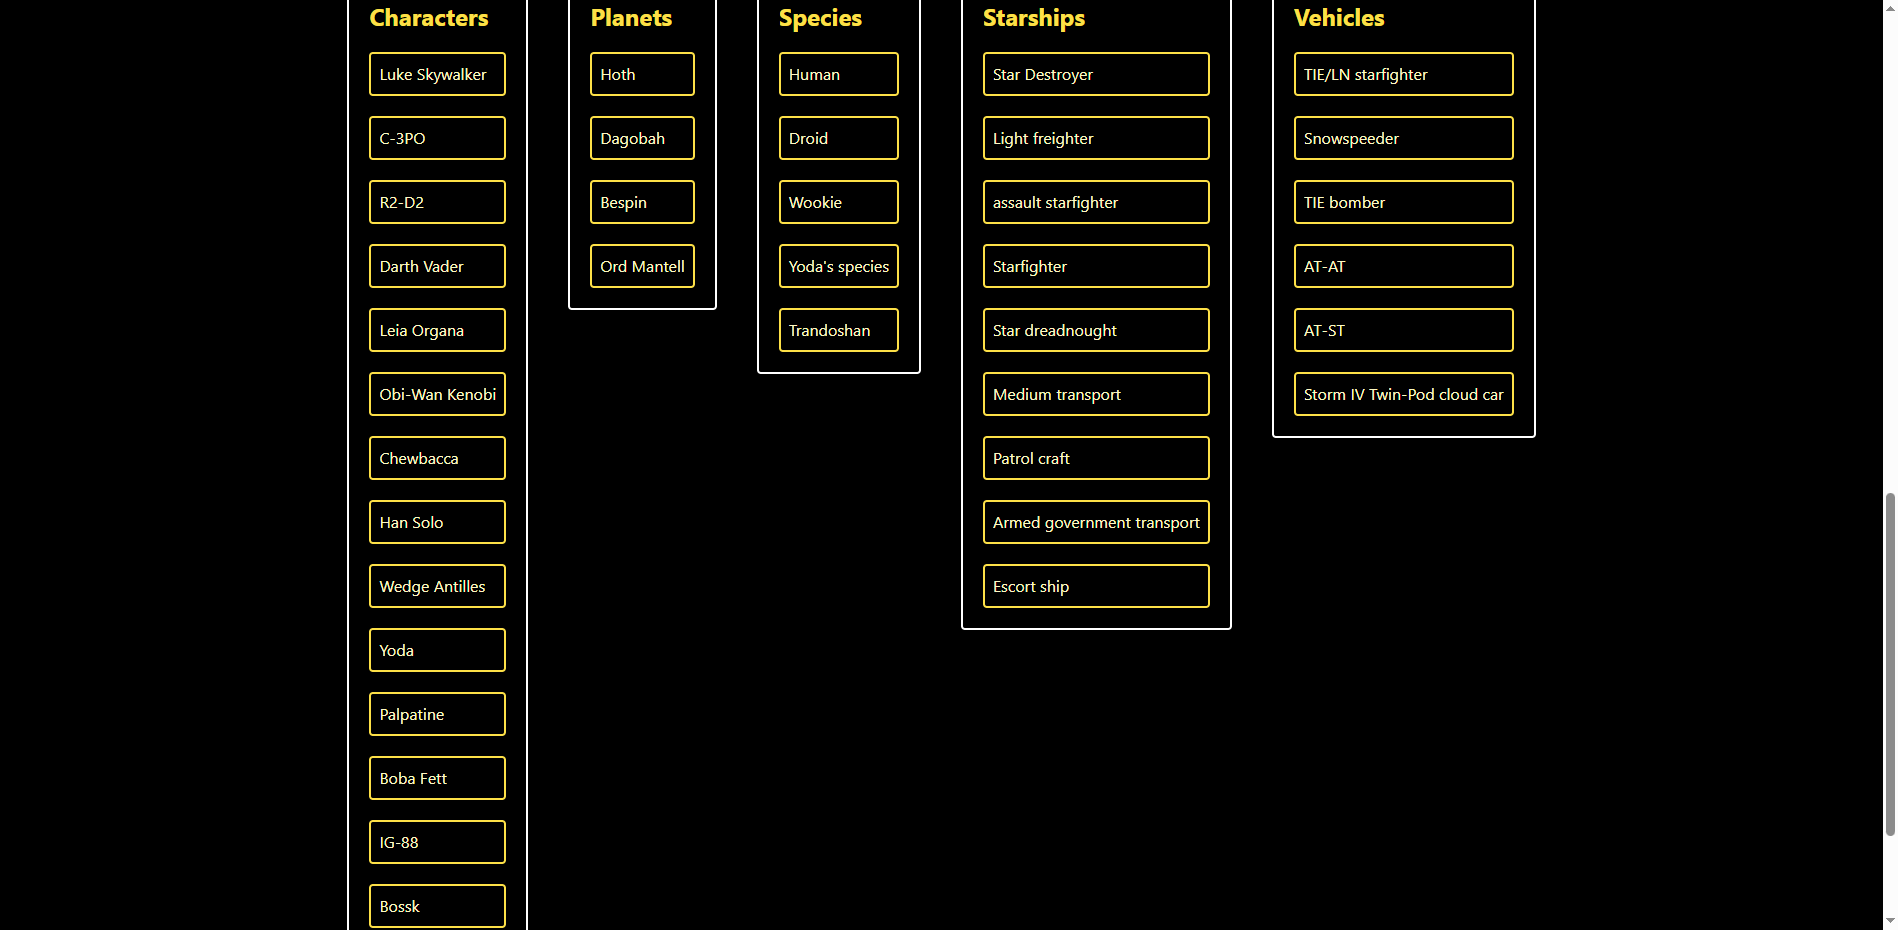 Characters
Luke Skywalker
C-3PO
R2-D2
Darth Vader
Leia Organa
Obi-Wan Kenobi
Chewbacca
Han Solo
Wedge Antilles
Yoda
Palpatine
Boba Fett
IG-88
Bossk
Planets
Hoth
Dagobah
Bespin
Ord Mantell
Species
Human
Droid
Wookie
Yoda's species
Trandoshan
Starships
Star Destroyer
Light freighter
assault starfighter
Starfighter
Star dreadnought
Medium transport
Patrol craft
Armed government transport
Escort ship
Vehicles
TIE/LN starfighter
Snowspeeder
TIE bomber
AT-AT
AT-ST
Storm IV Twin-Pod cloud car